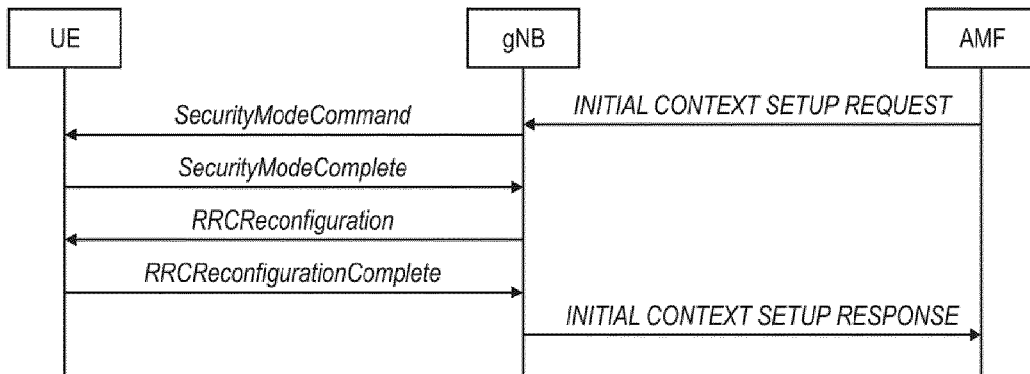 UE
gNB
AMF
INITIAL CONTEXT SETUP REQUEST
SecurityModeCommand
SecurityModeComplete
RRCReconfiguration
RRCReconfigurationComplete
INITIAL CONTEXT SETUP RESPONSE